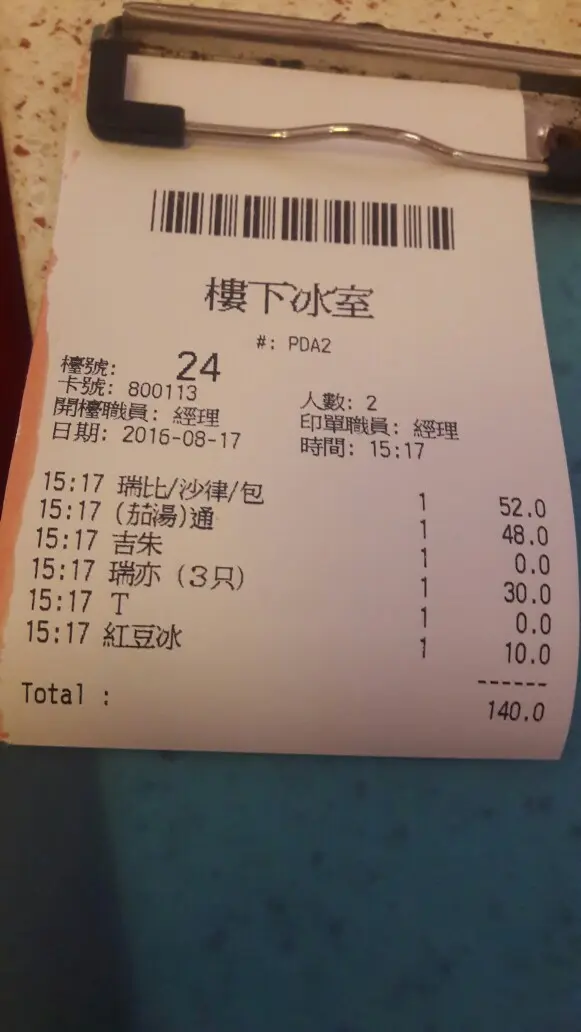 樓下冰室
#: PDA2
檯號: 24
卡號: 800113 人數: 2
開檯職員: 經理 印單職員: 經理
日期: 2016-08-17 時間: 15:17
15:17 瑞比/沙律/包 1 52.0
15:17 (茄湯)通 1 48.0
15:17 吉朱 1 0.0
15:17 瑞亦 (3只) 1 30.0
15:17 T 1 0.0
15:17 紅豆冰 1 10.0
------
Total : 140.0